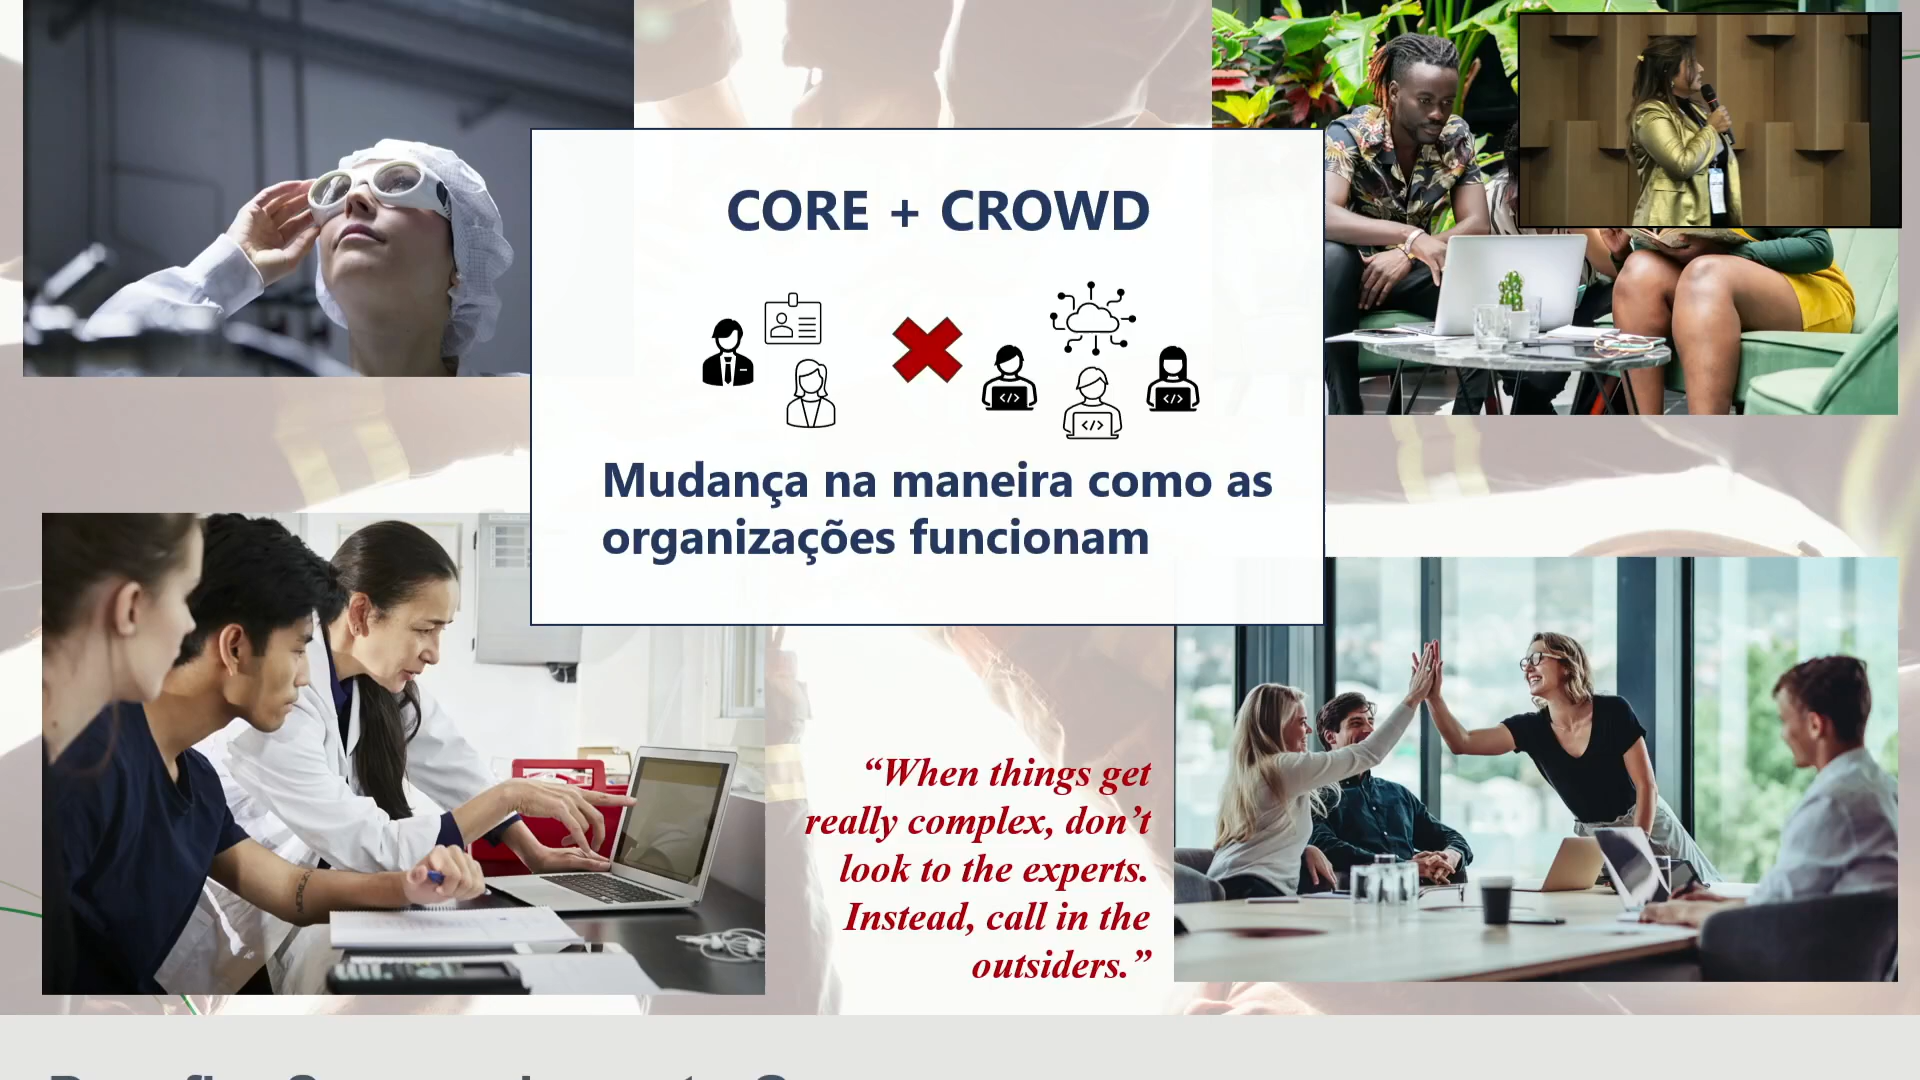 CORE + CROWD
Mudança na maneira como as
organizações funcionam
“When things get
really complex, don’t
look to the experts.
Instead, call in the
outsiders.”